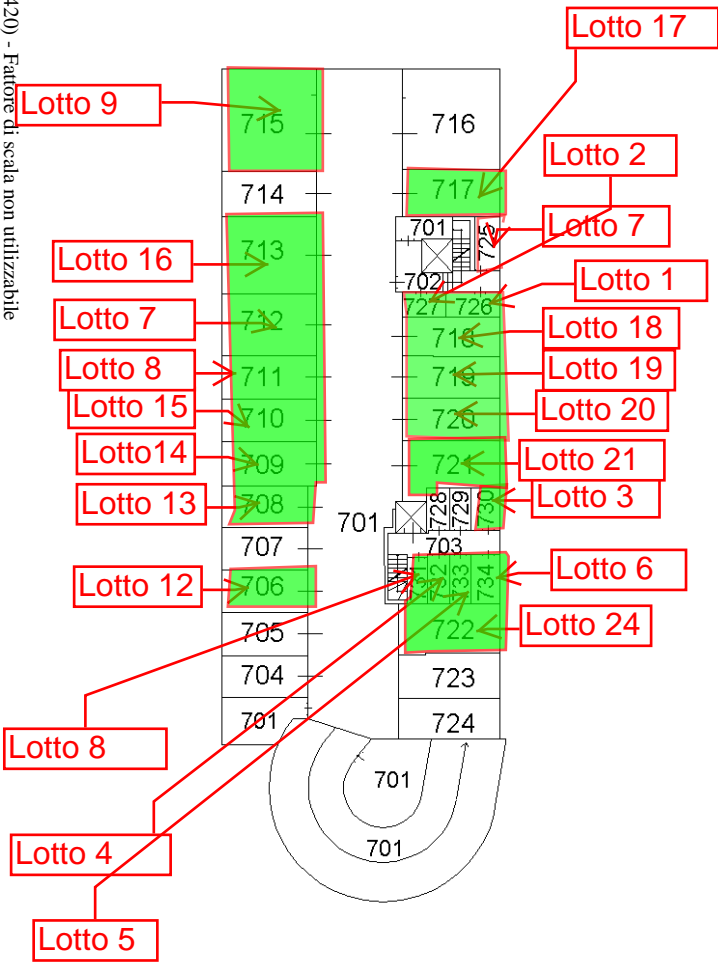 420) - Fattore di scala non utilizzabile
Lotto 17
Lotto 9
715
716
Lotto 2
717
714
701
725
Lotto 7
713
Lotto 16
702
Lotto 1
727
726
Lotto 7
712
718
Lotto 18
Lotto 8
711
719
Lotto 19
Lotto 15
710
720
Lotto 20
Lotto14
709
721
Lotto 21
Lotto 13
708
728
729
730
Lotto 3
701
707
703
N
Lotto 12
706
731
732
733
734
Lotto 6
705
722
Lotto 24
704
723
701
724
Lotto 8
701
701
Lotto 4
Lotto 5